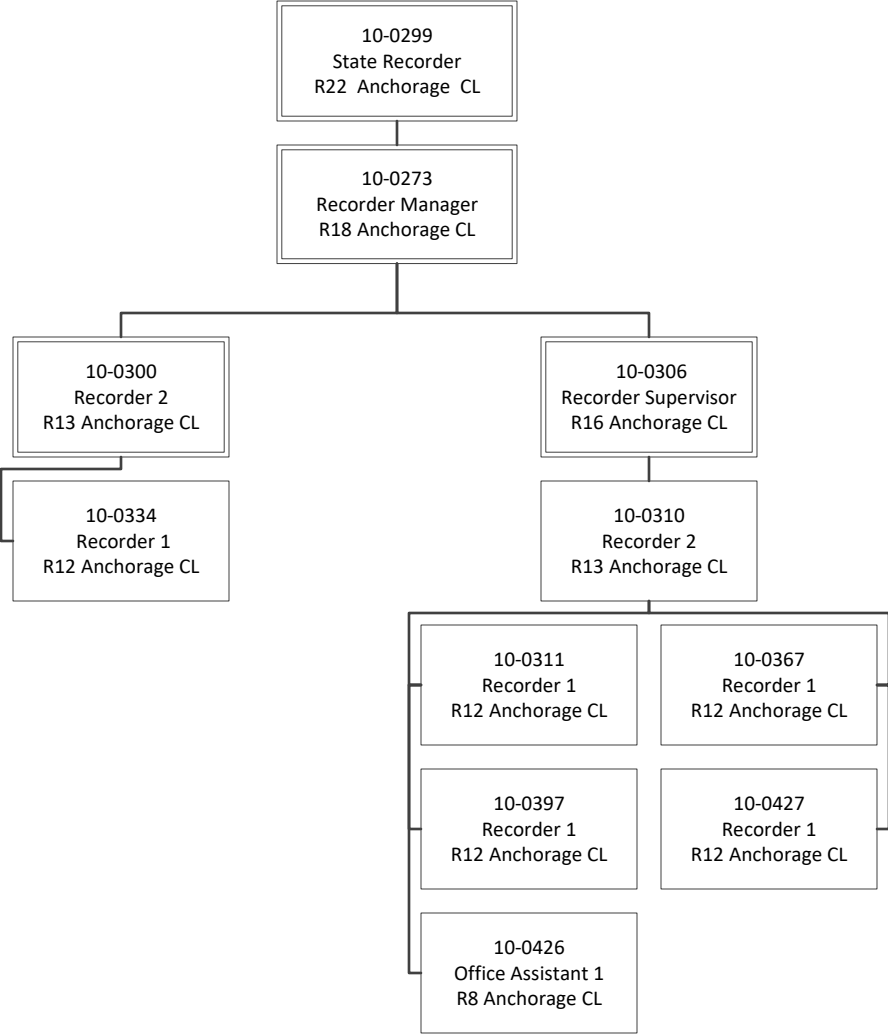 10-0299
State Recorder
R22 Anchorage CL
10-0273
Recorder Manager
R18 Anchorage CL
10-0300
Recorder 2
R13 Anchorage CL
10-0306
Recorder Supervisor
R16 Anchorage CL
10-0334
Recorder 1
R12 Anchorage CL
10-0310
Recorder 2
R13 Anchorage CL
10-0311
Recorder 1
R12 Anchorage CL
10-0367
Recorder 1
R12 Anchorage CL
10-0397
Recorder 1
R12 Anchorage CL
10-0427
Recorder 1
R12 Anchorage CL
10-0426
Office Assistant 1
R8 Anchorage CL